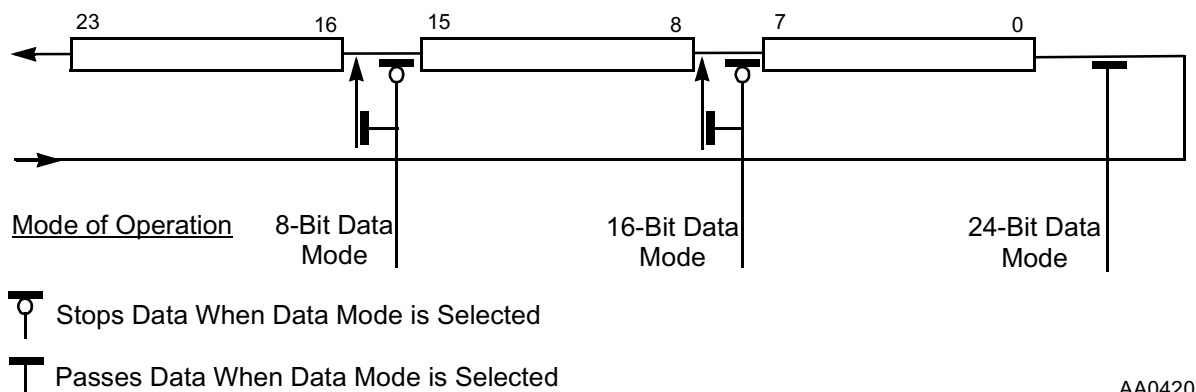 23 16 15 8 7 0
Mode of Operation 8-Bit Data Mode 16-Bit Data Mode 24-Bit Data Mode
Stops Data When Data Mode is Selected
Passes Data When Data Mode is Selected
AA0420